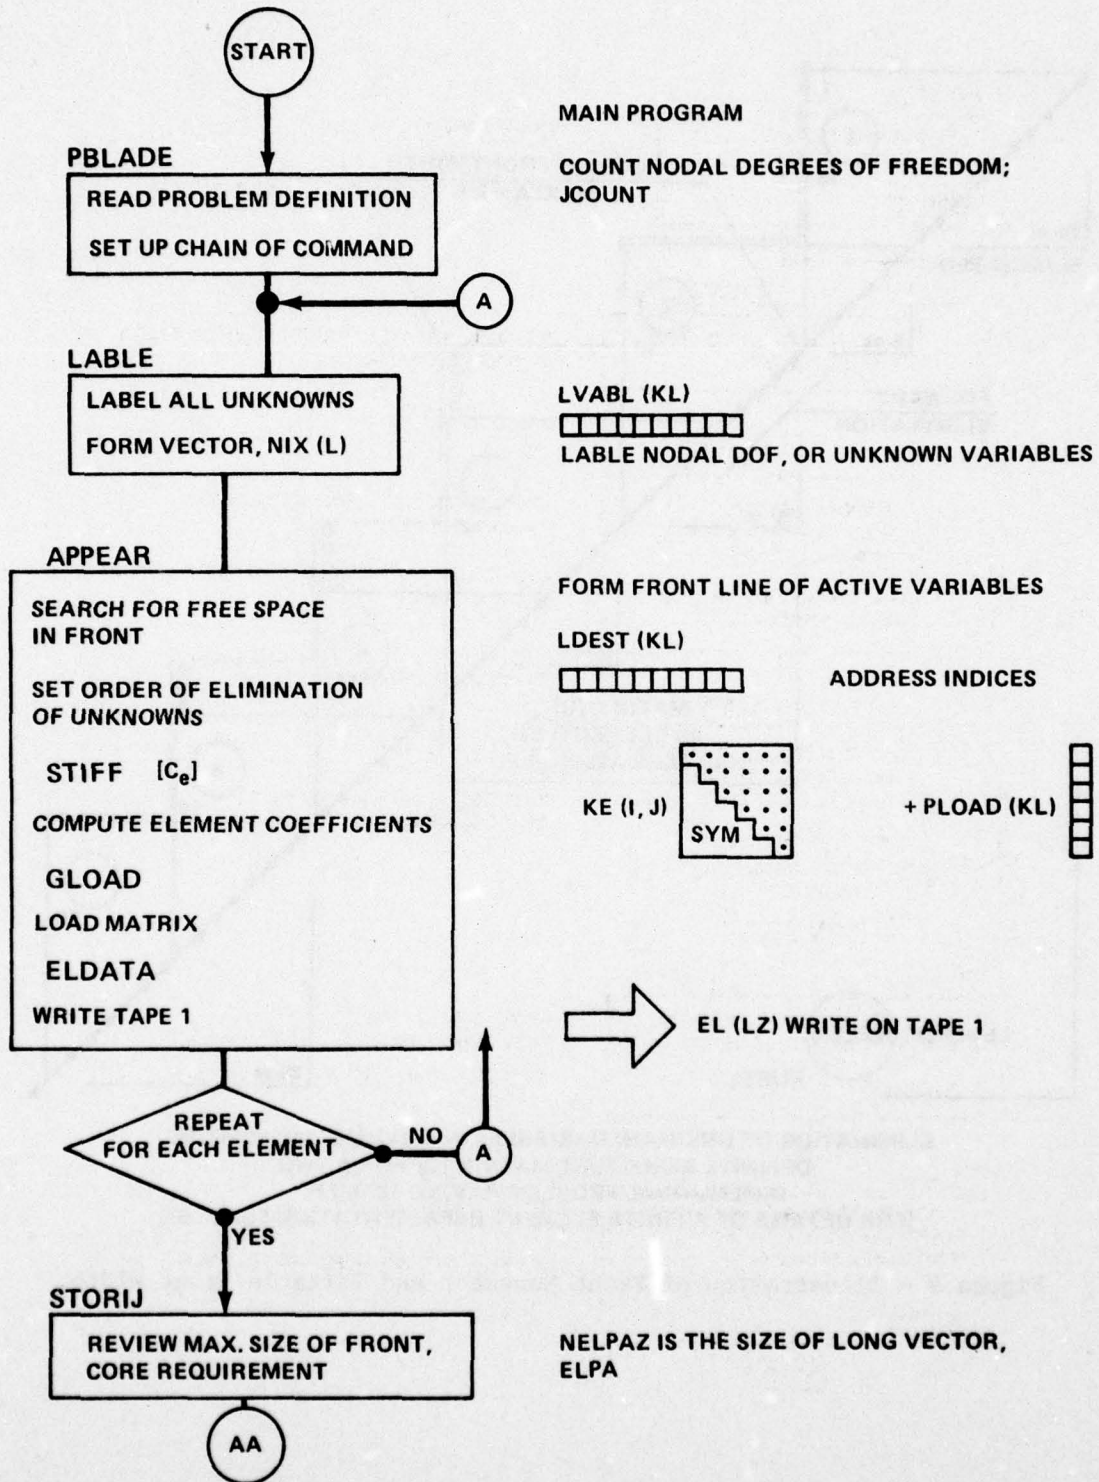 START
MAIN PROGRAM
PBLADE
COUNT NODAL DEGREES OF FREEDOM;
JCOUNT
READ PROBLEM DEFINITION
SET UP CHAIN OF COMMAND
A
LABLE
LABEL ALL UNKNOWNS
FORM VECTOR, NIX (L)
LVABL (KL)
LABLE NODAL DOF, OR UNKNOWN VARIABLES
APPEAR
SEARCH FOR FREE SPACE
IN FRONT
FORM FRONT LINE OF ACTIVE VARIABLES
LDEST (KL)
ADDRESS INDICES
SET ORDER OF ELIMINATION
OF UNKNOWNS
STIFF [Ce]
COMPUTE ELEMENT COEFFICIENTS
KE (I, J)
SYM
+ PLOAD (KL)
GLOAD
LOAD MATRIX
ELDATA
WRITE TAPE 1
EL (LZ) WRITE ON TAPE 1
REPEAT
FOR EACH ELEMENT
NO
A
YES
STORIJ
REVIEW MAX. SIZE OF FRONT,
CORE REQUIREMENT
NELPAZ IS THE SIZE OF LONG VECTOR,
ELPA
AA